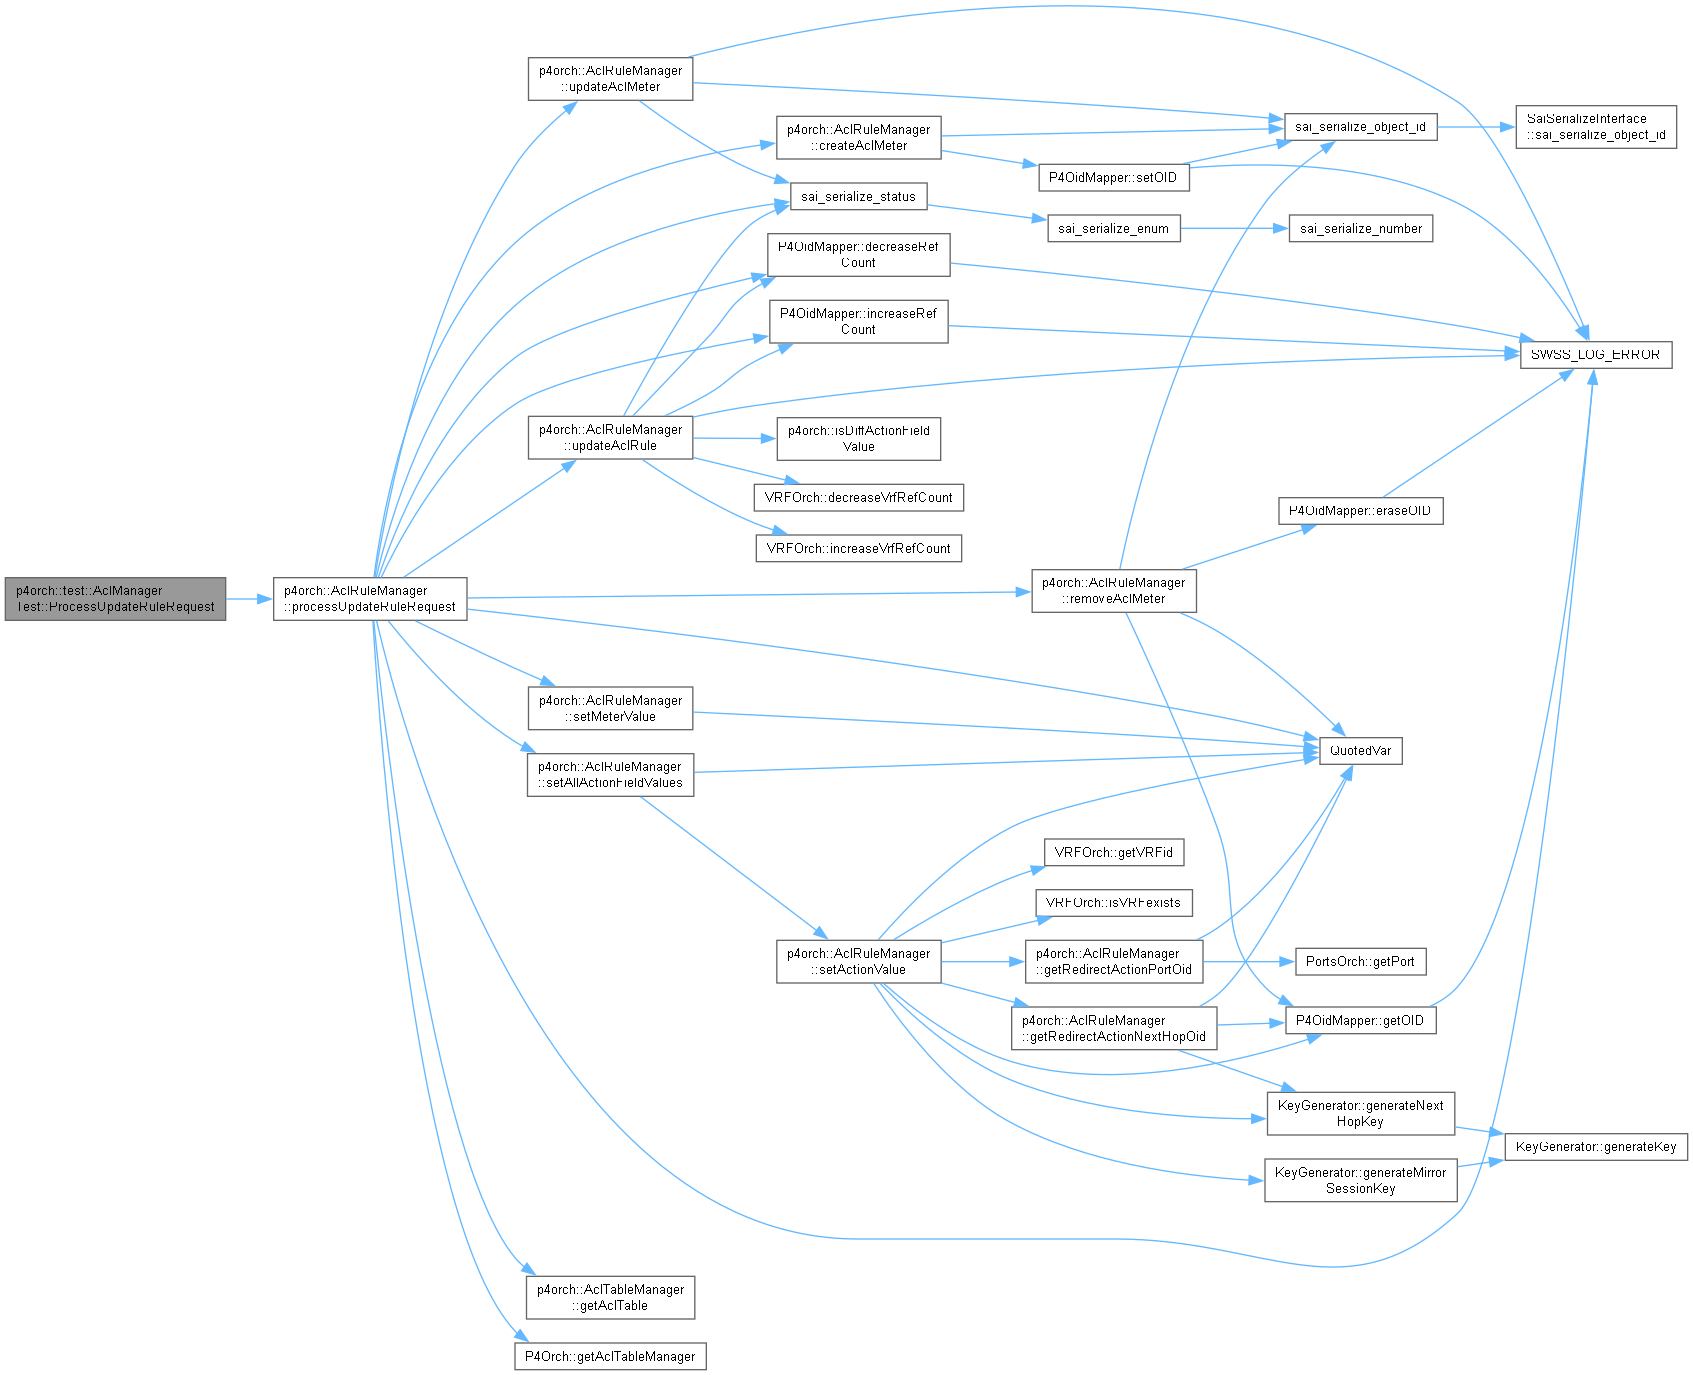 p4orch::AclRuleManager
::updateAclMeter
SaiSerializeInterface
::sai_serialize_object_id
sai_serialize_object_id
p4orch::AclRuleManager
::createAclMeter
P4OidMapper::setOID
sai_serialize_status
sai_serialize_enum
sai_serialize_number
P4OidMapper::decreaseRef
Count
P4OidMapper::increaseRef
Count
SWSS_LOG_ERROR
p4orch::AclRuleManager
::updateAclRule
p4orch::isDiffActionField
Value
VRFOrch::decreaseVrfRefCount
P4OidMapper::eraseOID
VRFOrch::increaseVrfRefCount
p4orch::test::AclManager
Test::ProcessUpdateRuleRequest
p4orch::AclRuleManager
::processUpdateRuleRequest
p4orch::AclRuleManager
::removeAclMeter
p4orch::AclRuleManager
::setMeterValue
QuotedVar
p4orch::AclRuleManager
::setAllActionFieldValues
VRFOrch::getVRFid
VRFOrch::isVRFexists
p4orch::AclRuleManager
::setActionValue
p4orch::AclRuleManager
::getRedirectActionPortOid
PortsOrch::getPort
p4orch::AclRuleManager
::getRedirectActionNextHopOid
P4OidMapper::getOID
KeyGenerator::generateNext
HopKey
KeyGenerator::generateKey
KeyGenerator::generateMirror
SessionKey
p4orch::AclTableManager
::getAclTable
P4Orch::getAclTableManager